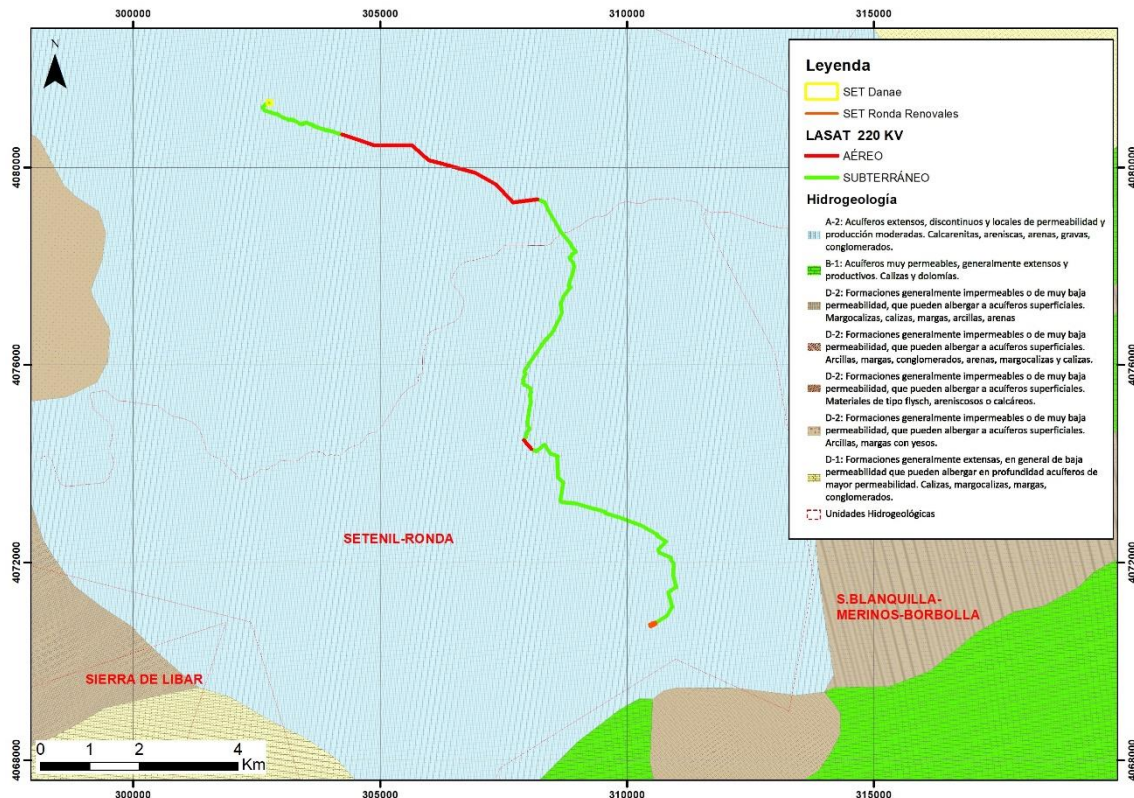 300000 305000 310000 315000
N
4080000
4076000
4072000
4068000
Leyenda
SET Danae
SET Ronda Renovales
LASAT 220 KV
AÉREO
SUBTERRÁNEO
Hidrogeología
A-2: Acuíferos extensos, discontinuos y locales de permeabilidad y
producción moderadas. Calcarenitas, areniscas, arenas, gravas,
conglomerados.
B-1: Acuíferos muy permeables, generalmente extensos y
productivos. Calizas y dolomías.
D-2: Formaciones generalmente impermeables o de muy baja
permeabilidad, que pueden albergar a acuíferos superficiales.
Margocalizas, calizas, margas, arcillas, arenas
D-2: Formaciones generalmente impermeables o de muy baja
permeabilidad, que pueden albergar a acuíferos superficiales.
Arcillas, margas, conglomerados, arenas, margocalizas y calizas.
D-2: Formaciones generalmente impermeables o de muy baja
permeabilidad, que pueden albergar a acuíferos superficiales.
Materiales de tipo flysch, areniscosos o calcáreos.
D-2: Formaciones generalmente impermeables o de muy baja
permeabilidad, que pueden albergar a acuíferos superficiales.
Arcillas, margas con yesos.
D-1: Formaciones generalmente extensas, en general de baja
permeabilidad que pueden albergar en profundidad acuíferos de
mayor permeabilidad. Calizas, margocalizas, margas,
conglomerados.
Unidades Hidrogeológicas
4080000
4076000
4072000
4068000
SETENIL-RONDA
S.BLANQUILLA-
MERINOS-BORBOLLA
SIERRA DE LIBAR
0 1 2 4
Km
300000 305000 310000 315000